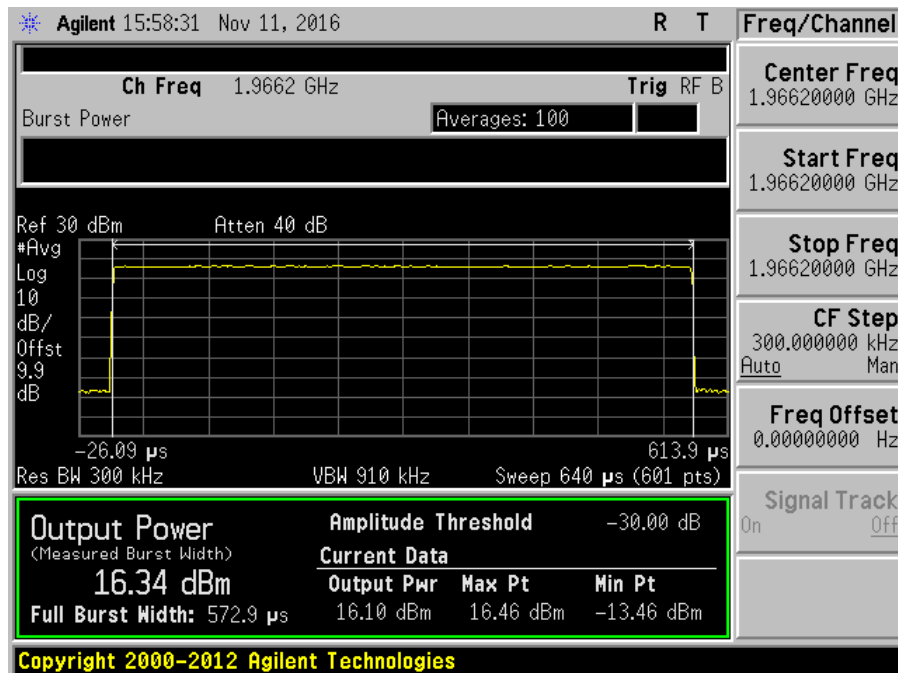 Agilent 15:58:31 Nov 11, 2016 R T
Freq/Channel
Ch Freq 1.9662 GHz Trig RF B
Burst Power Averages: 100
Center Freq
1.96620000 GHz
Start Freq
1.96620000 GHz
Stop Freq
1.96620000 GHz
CF Step
300.000000 kHz
Auto Man
Freq Offset
0.00000000 Hz
Signal Track
On Off
Ref 30 dBm Atten 40 dB
#Avg
Log
10
dB/
Offst
9.9
dB
-26.09 µs 613.9 µs
Res BW 300 kHz VBW 910 kHz Sweep 640 µs (601 pts)
Output Power
(Measured Burst Width)
16.34 dBm
Full Burst Width: 572.9 µs
Amplitude Threshold -30.00 dB
Current Data
Output Pwr Max Pt Min Pt
16.10 dBm 16.46 dBm -13.46 dBm
Copyright 2000-2012 Agilent Technologies